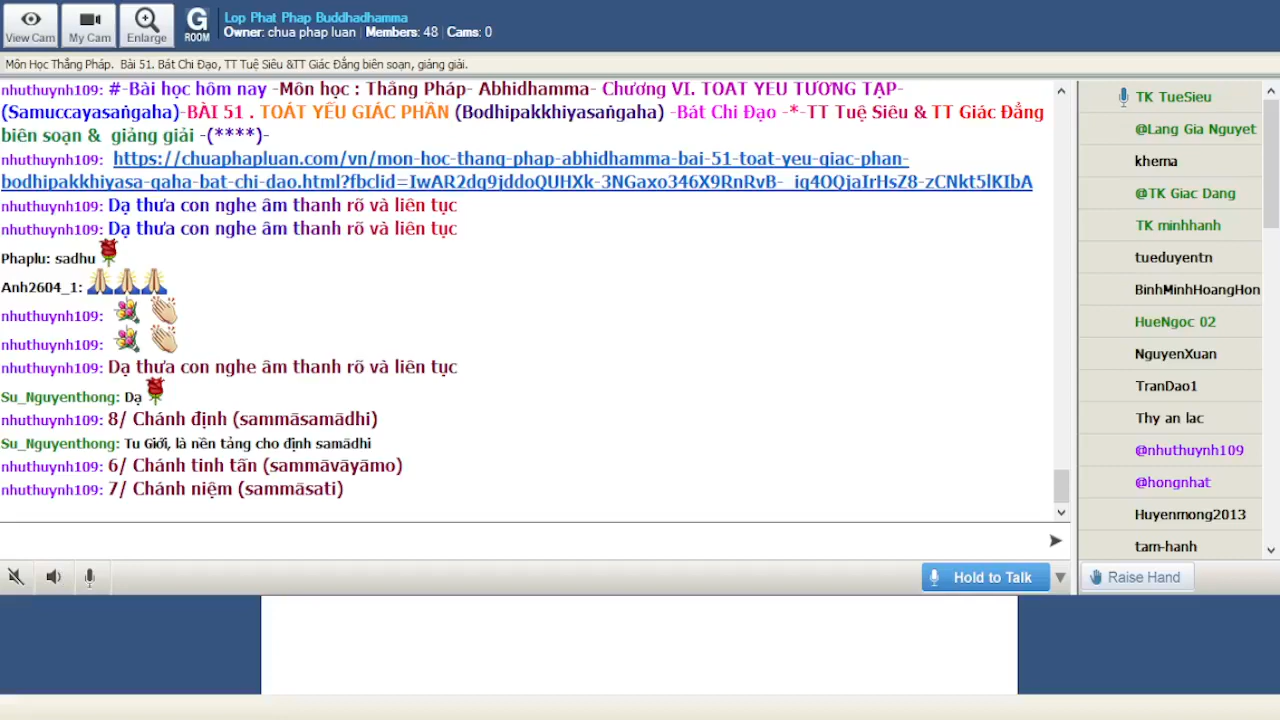 View Cam
My Cam
Enlarge
G
ROOM
Lop Phat Phap Buddhadhamma
Owner: chua phap luan | Members: 48 | Cams: 0
Môn Học Thắng Pháp. Bài 51. Bát Chi Đạo, TT Tuệ Siêu &TT Giác Đẳng biên soạn, giảng giải.
nhuthuynh109: #-Bài học hôm nay -Môn học : Thắng Pháp- Abhidhamma- Chương VI. TOÁT YẾU TƯƠNG TẬP-
(Samuccayasaṅgaha)-BÀI 51 . TOÁT YẾU GIÁC PHẦN (Bodhipakkhiyasaṅgaha) -Bát Chi Đạo -*-TT Tuệ Siêu & TT Giác Đẳng
biên soạn & giảng giải -(****)-
nhuthuynh109: https://chuaphapluan.com/vn/mon-hoc-thang-phap-abhidhamma-bai-51-toat-yeu-giac-phan-
bodhipakkhiyasa-gaha-bat-chi-dao.html?fbclid=IwAR2dq9jddoQUHXk-3NGaxo346X9RnRvB-_iq4OQjaIrHsZ8-zCNkt5lKIbA
nhuthuynh109: Dạ thưa con nghe âm thanh rõ và liên tục
nhuthuynh109: Dạ thưa con nghe âm thanh rõ và liên tục
Phaplu: sadhu
Anh2604_1:
nhuthuynh109:
nhuthuynh109:
nhuthuynh109: Dạ thưa con nghe âm thanh rõ và liên tục
Su_Nguyenthong: Dạ
nhuthuynh109: 8/ Chánh định (sammāsamādhi)
Su_Nguyenthong: Tu Giới, là nền tảng cho định samādhi
nhuthuynh109: 6/ Chánh tinh tấn (sammāvāyāmo)
nhuthuynh109: 7/ Chánh niệm (sammāsati)
TK TueSieu
@Lang Gia Nguyet
khema
@TK Giac Dang
TK minhhanh
tueduyentn
BinhMinhHoangHon
HueNgoc 02
NguyenXuan
TranDao1
Thy an lac
@nhuthuynh109
@hongnhat
Huyenmong2013
tam-hanh
Hold to Talk
Raise Hand